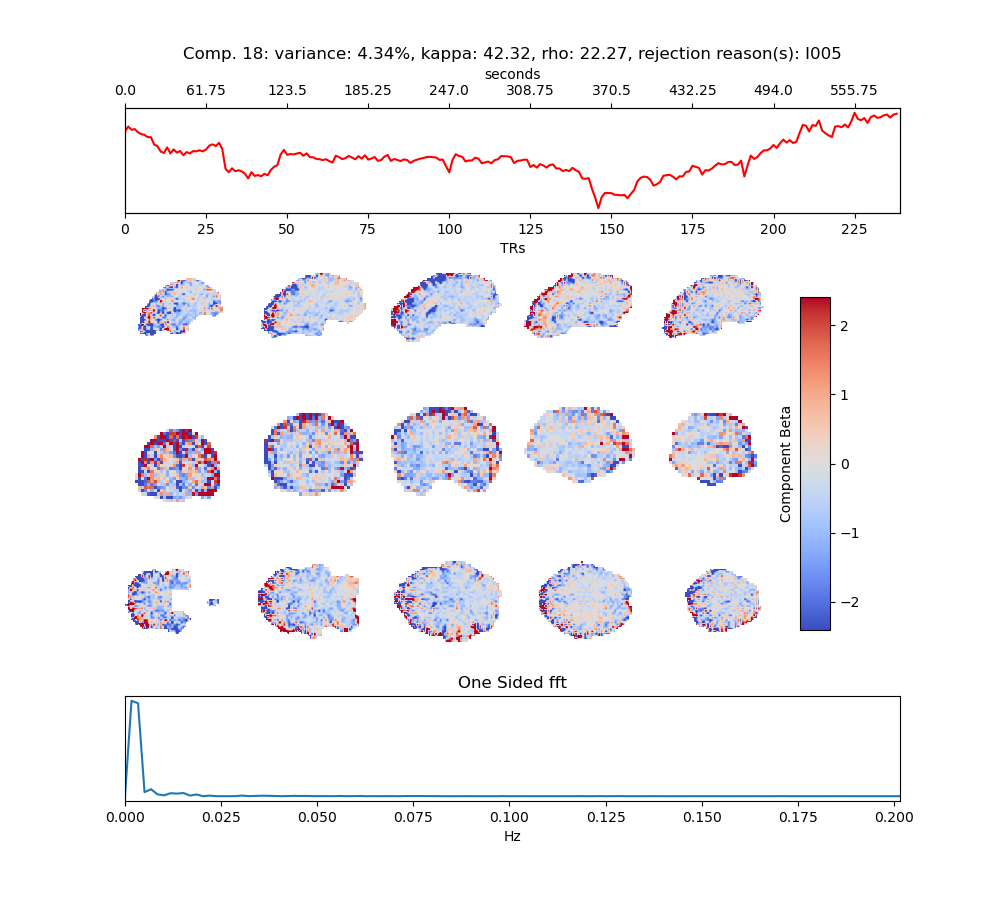 Comp. 18: variance: 4.34%, kappa: 42.32, rho: 22.27, rejection reason(s): I005
seconds
0.0 61.75 123.5 185.25 247.0 308.75 370.5 432.25 494.0 555.75
0 25 50 75 100 125 150 175 200 225
TRs
2
1
0
−1
−2
Component Beta
One Sided fft
0.000 0.025 0.050 0.075 0.100 0.125 0.150 0.175 0.200
Hz